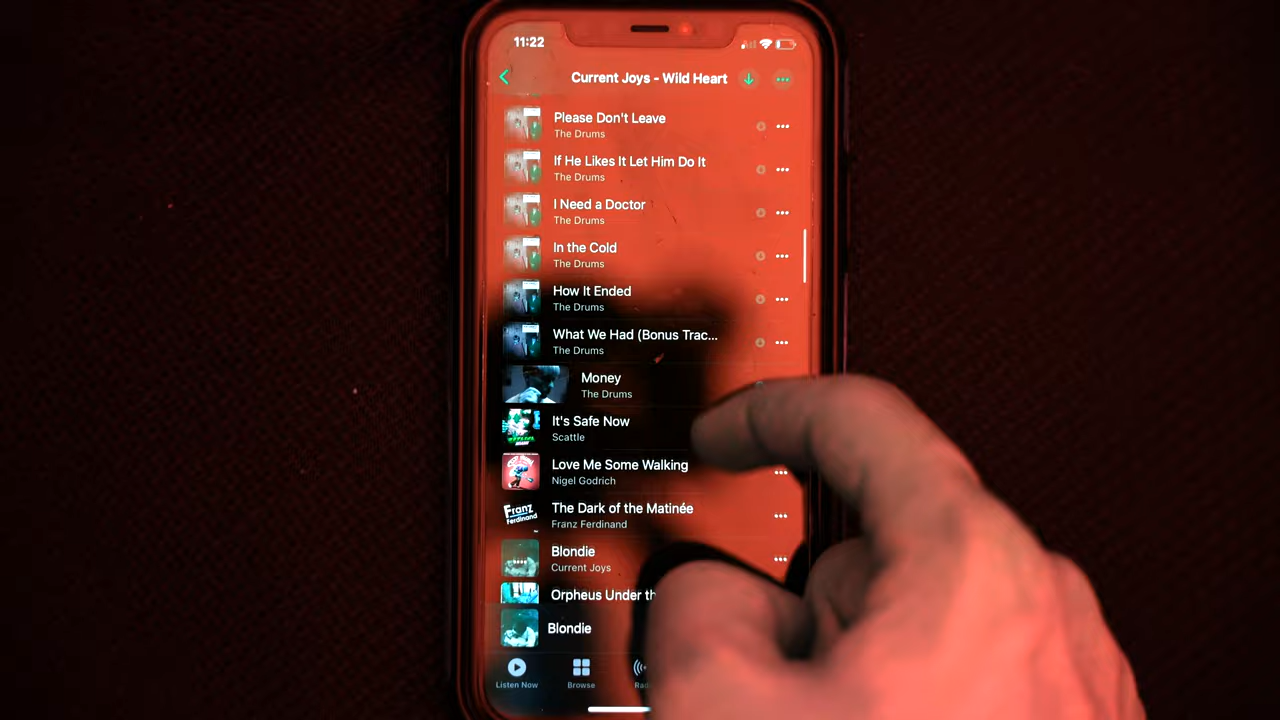 11:22
Current Joys - Wild Heart
Please Don't Leave
The Drums
If He Likes It Let Him Do It
The Drums
I Need a Doctor
The Drums
In the Cold
The Drums
How It Ended
The Drums
What We Had (Bonus Trac...
The Drums
Money
The Drums
It's Safe Now
Scattle
Love Me Some Walking
Nigel Godrich
The Dark of the Matinée
Franz Ferdinand
Franz
Ferdinand
Blondie
Current Joys
Orpheus Under th
Blondie
Listen Now
Browse
Rad